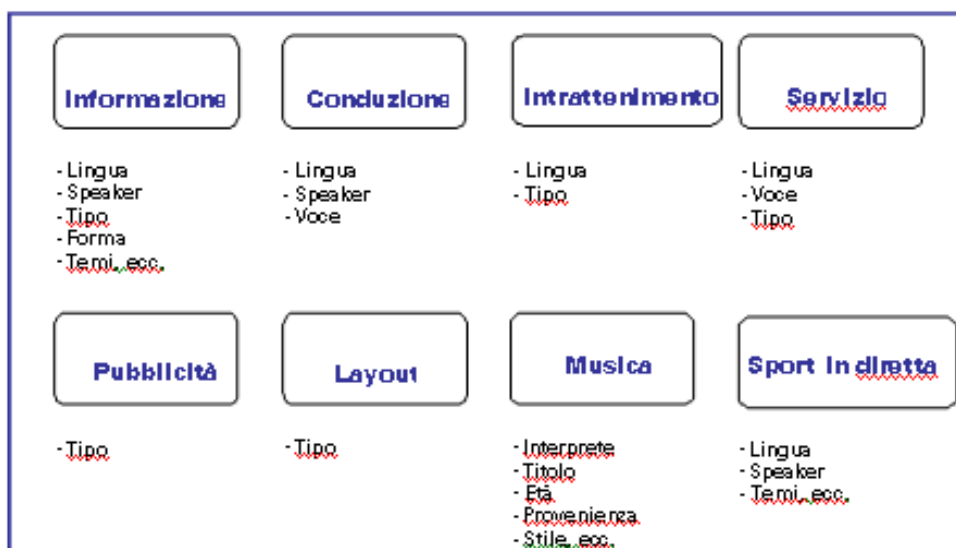 Informazione
Conduzione
Intrattenimento
Servizio
- Lingua
- Speaker
- Tipo
- Forma
- Temi, ecc.
- Lingua
- Speaker
- Voce
- Lingua
- Tipo
- Lingua
- Voce
- Tipo
Pubblicità
Layout
Musica
Sport in diretta
- Tipo
- Tipo
- Interprete
- Titolo
- Età
- Provenienza
- Stile, ecc.
- Lingua
- Speaker
- Temi, ecc.